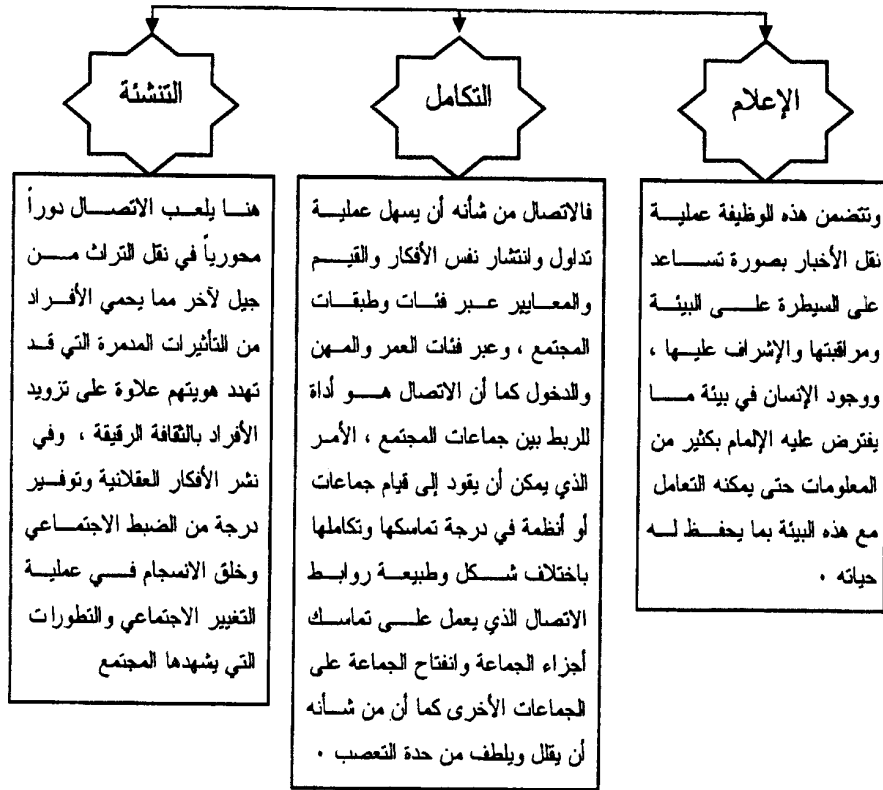 الإعلام
وتتضمن هذه الوظيفة عملية
نقل الأخبار بصورة تساعد
على السيطرة على البيئة
ومراقبتها والإشراف عليها ،
ووجود الإنسان في بيئة ما
يفترض عليه الإلمام بكثير من
المعلومات حتى يمكنه التعامل
مع هذه البيئة بما يحفظ له
حياته .
التكامل
فالاتصال من شأنه أن يسهل عملية
تداول وانتشار نفس الأفكار والقيم
والمعايير عبر فئات وطبقات
المجتمع ، وعبر فئات العمر والمهن
والدخول كما أن الاتصال هو أداة
للربط بين جماعات المجتمع ، الأمر
الذي يمكن أن يقود إلى قيام جماعات
أو أنظمة في درجة تماسكها وتكاملها
باختلاف شكل وطبيعة روابط
الاتصال الذي يعمل على تماسك
أجزاء الجماعة وانفتاح الجماعة على
الجماعات الأخرى كما أن من شأنه
أن يقلل ويلطف من حدة التعصب .
التنشئة
هنا يلعب الاتصال دوراً
محورياً في نقل التراث من
جيل لآخر مما يحمي الأفراد
من التأثيرات المدمرة التي قد
تهدد هويتهم علاوة على تزويد
الأفراد بالثقافة الرقيقة ، وفي
نشر الأفكار العقلانية وتوفير
درجة من الضبط الاجتماعي
وخلق الانسجام في عملية
التغيير الاجتماعي والتطورات
التي يشهدها المجتمع